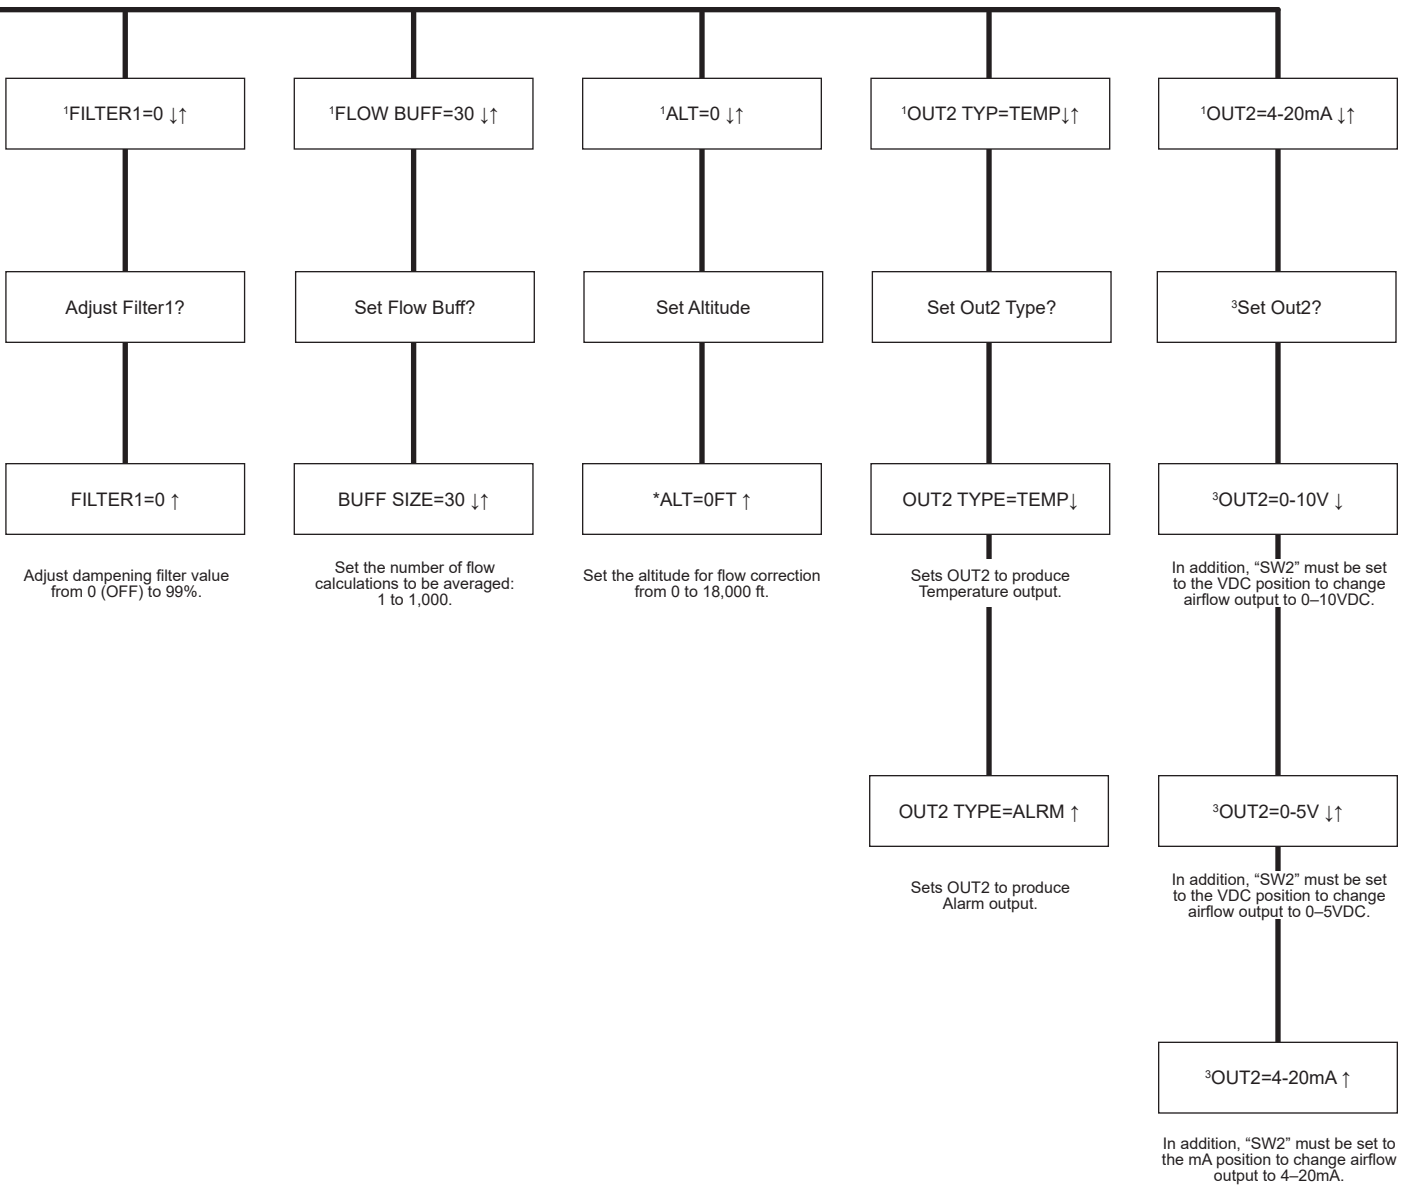 ¹FILTER1=0 ↓↑
¹FLOW BUFF=30 ↓↑
¹ALT=0 ↓↑
¹OUT2 TYP=TEMP↓↑
¹OUT2=4-20mA ↓↑
Adjust Filter1?
Set Flow Buff?
Set Altitude
Set Out2 Type?
³Set Out2?
FILTER1=0 ↑
BUFF SIZE=30 ↓↑
*ALT=0FT ↑
OUT2 TYPE=TEMP↓
³OUT2=0-10V ↓
Adjust dampening filter value
from 0 (OFF) to 99%.
Set the number of flow
calculations to be averaged:
1 to 1,000.
Set the altitude for flow correction
from 0 to 18,000 ft.
Sets OUT2 to produce
Temperature output.
In addition, “SW2” must be set
to the VDC position to change
airflow output to 0–10VDC.
OUT2 TYPE=ALRM ↑
³OUT2=0-5V ↓↑
Sets OUT2 to produce
Alarm output.
In addition, “SW2” must be set
to the VDC position to change
airflow output to 0–5VDC.
³OUT2=4-20mA ↑
In addition, “SW2” must be set to
the mA position to change airflow
output to 4–20mA.